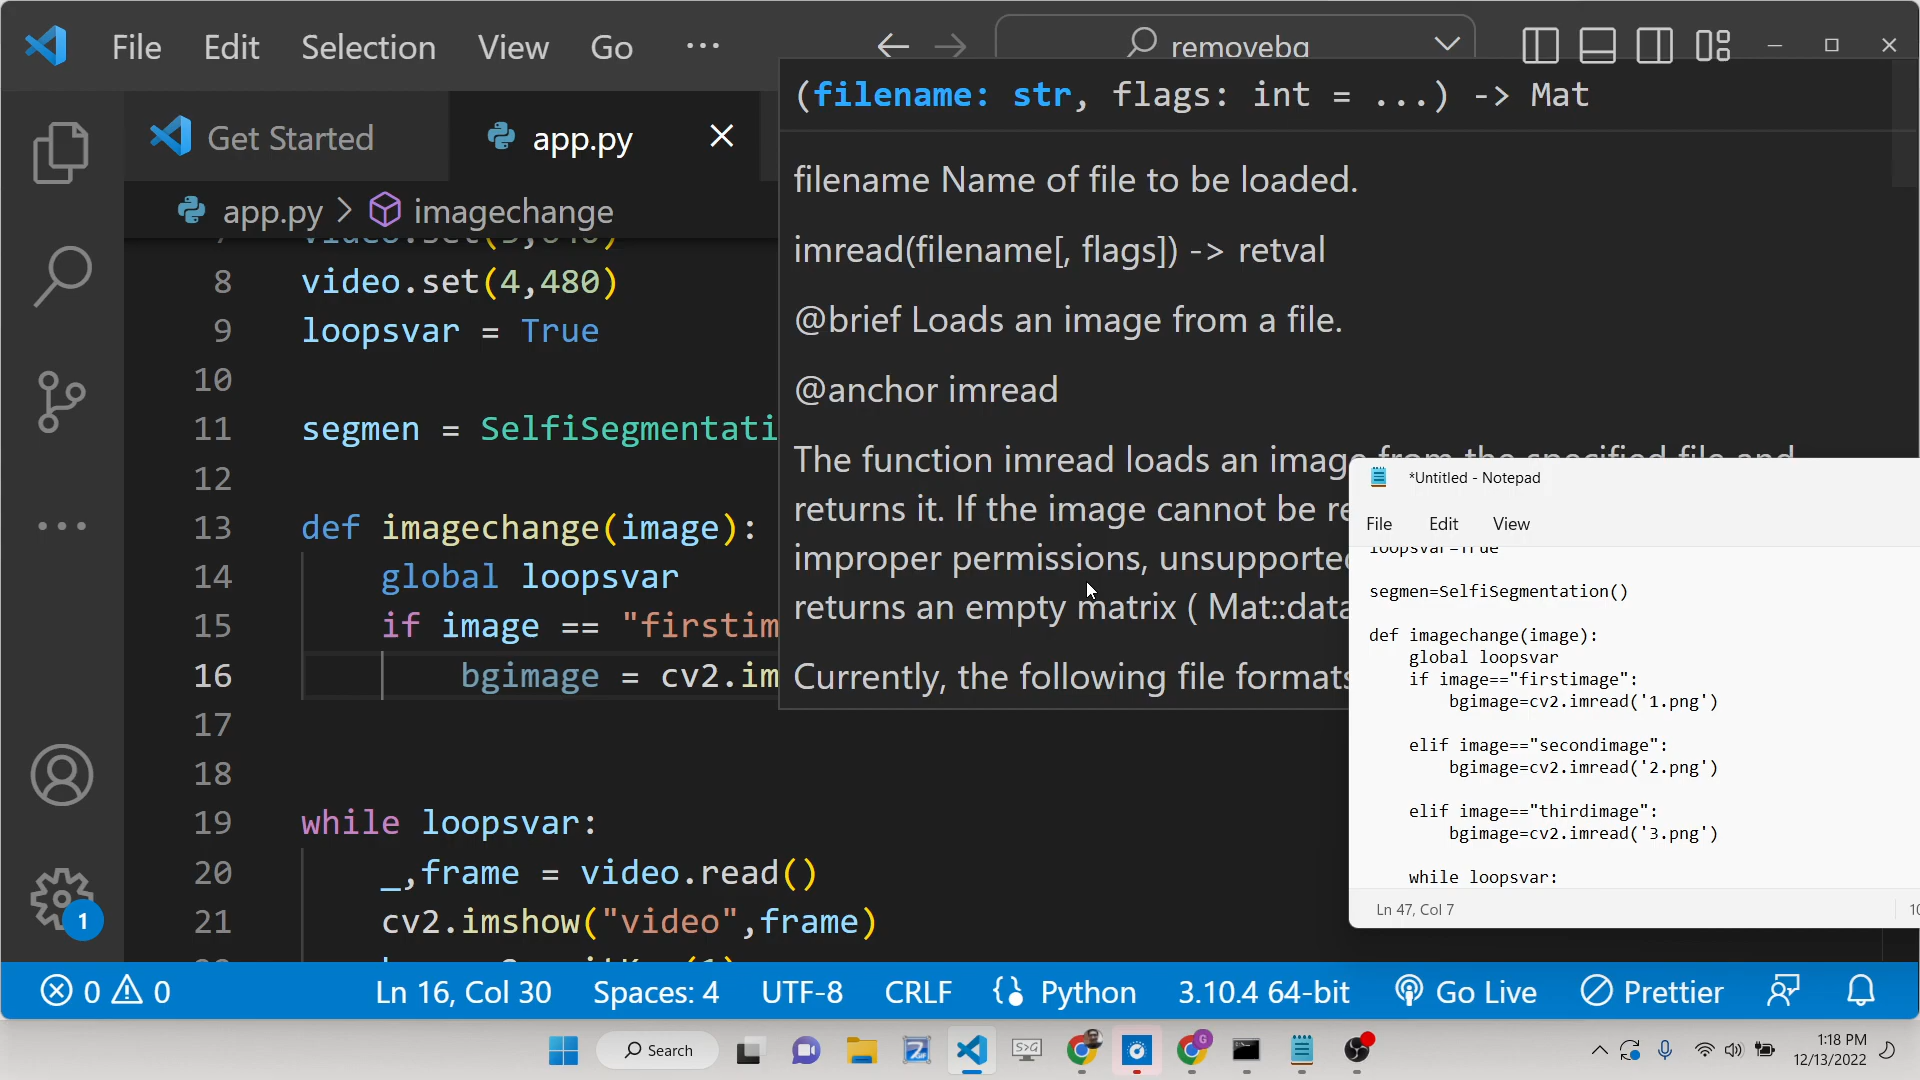 File Edit Selection View Go ··· removebg
Get Started app.py
app.py > imagechange
(filename: str, flags: int = ...) -> Mat
filename Name of file to be loaded.
imread(filename[, flags]) -> retval
@brief Loads an image from a file.
@anchor imread
The function imread loads an image from the specified file and
returns it. If the image cannot be
improper permissions, unsupported
returns an empty matrix ( Mat::data
Currently, the following file formats
8 video.set(4,480)
9 loopsvar = True
10
11 segmen = SelfiSegmentati
12
13 def imagechange(image):
14 global loopsvar
15 if image == "firstim
16 bgimage = cv2.im
17
18
19 while loopsvar:
20 _,frame = video.read()
21 cv2.imshow("video",frame)
*Untitled - Notepad
File Edit View
loopsvar=True
segmen=SelfiSegmentation()
def imagechange(image):
global loopsvar
if image=="firstimage":
bgimage=cv2.imread('1.png')
elif image=="secondimage":
bgimage=cv2.imread('2.png')
elif image=="thirdimage":
bgimage=cv2.imread('3.png')
while loopsvar:
Ln 47, Col 7
1
0 0 Ln 16, Col 30 Spaces: 4 UTF-8 CRLF Python 3.10.4 64-bit Go Live Prettier
Search
1:18 PM
12/13/2022